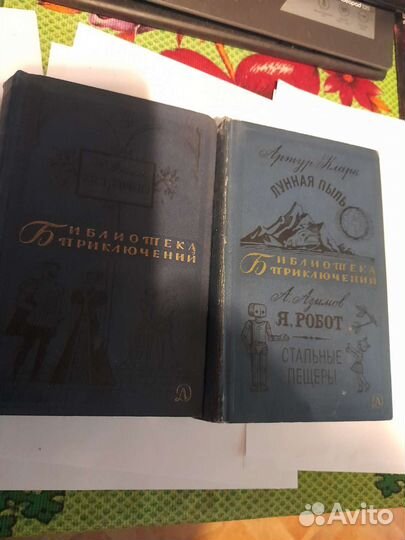 БИБЛИОТЕКА
ПРИКЛЮЧЕНИЙ
Д
Артур Кларк
ЛУННАЯ ПЫЛЬ
БИБЛИОТЕКА
ПРИКЛЮЧЕНИЙ
А. Азимов
Я, РОБОТ
СТАЛЬНЫЕ
ПЕЩЕРЫ
Д
Avito